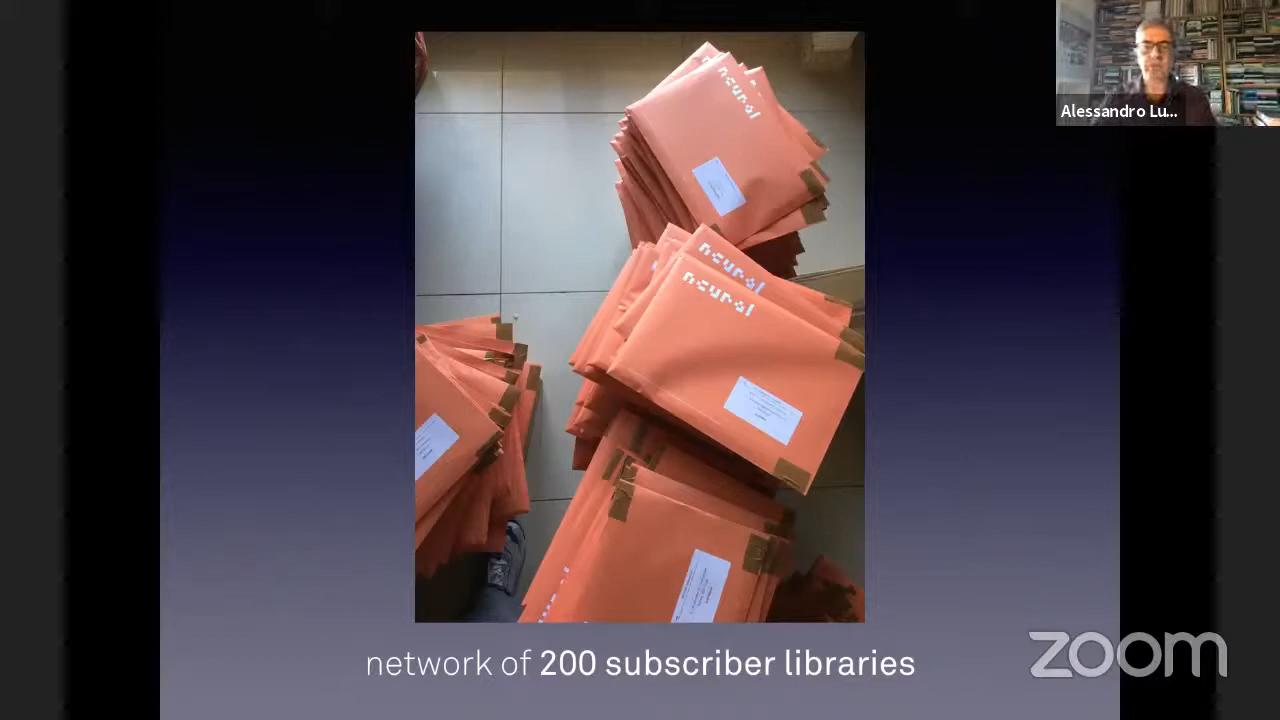 Alessandro Lu...
neural
neural
neural
network of 200 subscriber libraries
zoom